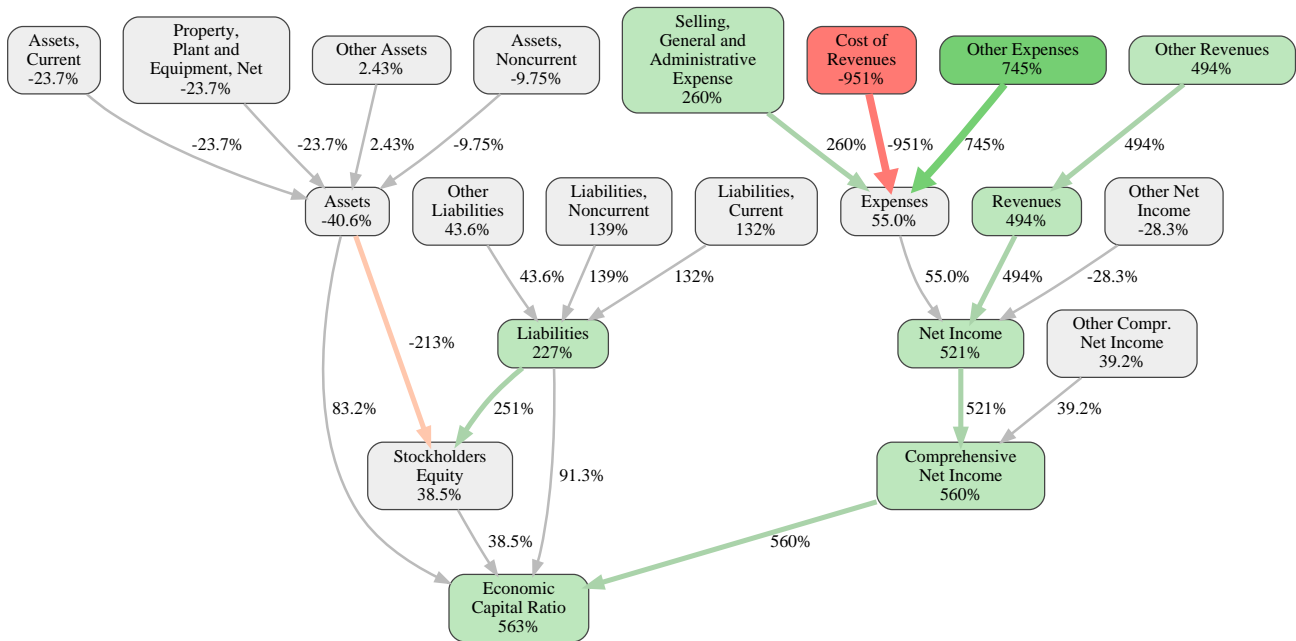 Assets,
Current
-23.7%
Property,
Plant and
Equipment, Net
-23.7%
Other Assets
2.43%
Assets,
Noncurrent
-9.75%
Selling,
General and
Administrative
Expense
260%
Cost of
Revenues
-951%
Other Expenses
745%
Other Revenues
494%
-23.7%
-23.7%
2.43%
-9.75%
260%
-951%
745%
494%
Assets
-40.6%
Other
Liabilities
43.6%
Liabilities,
Noncurrent
139%
Liabilities,
Current
132%
Expenses
55.0%
Revenues
494%
Other Net
Income
-28.3%
43.6%
139%
132%
55.0%
494%
-28.3%
-213%
Liabilities
227%
Net Income
521%
Other Compr.
Net Income
39.2%
83.2%
251%
91.3%
521%
39.2%
Stockholders
Equity
38.5%
Comprehensive
Net Income
560%
38.5%
560%
Economic
Capital Ratio
563%